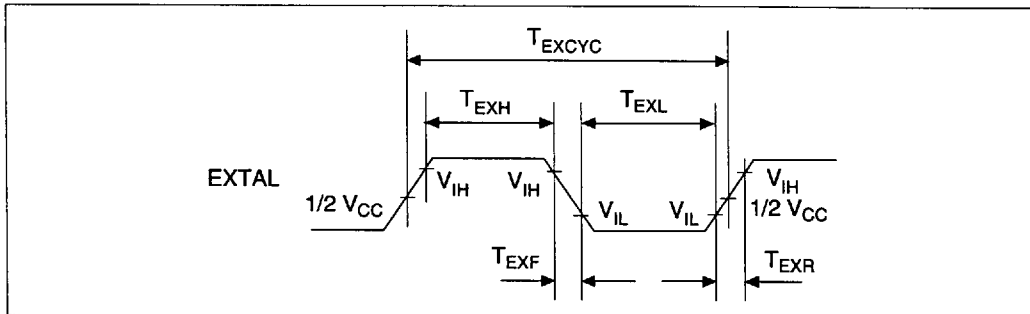 T_EXCYC
T_EXH T_EXL
EXTAL
V_IH V_IH V_IH
1/2 V_CC V_IL V_IL 1/2 V_CC
T_EXF T_EXR